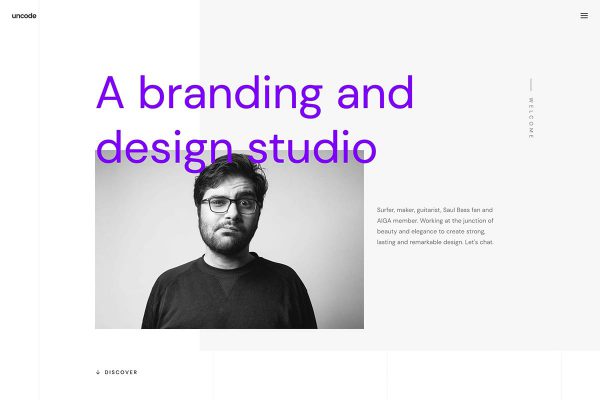 uncode
A branding and
design studio
WELCOME
Surfer, maker, guitarist, Saul Bass fan and
AIGA member. Working at the junction of
beauty and elegance to create strong,
lasting and remarkable design. Let's chat.
DISCOVER